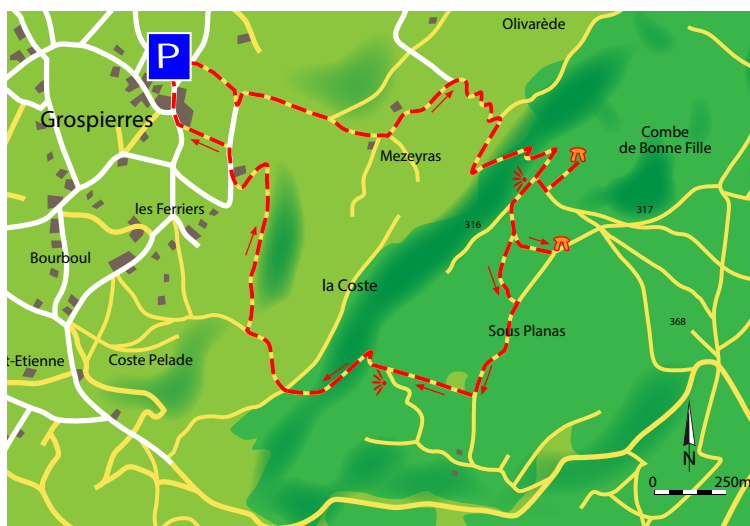 Olivarède
P
Grospierres
Combe
de Bonne Fille
Mezeyras
les Ferriers
316
317
Bourboul
la Coste
368
Sous Planas
t-Etienne
Coste Pelade
N
0 250m